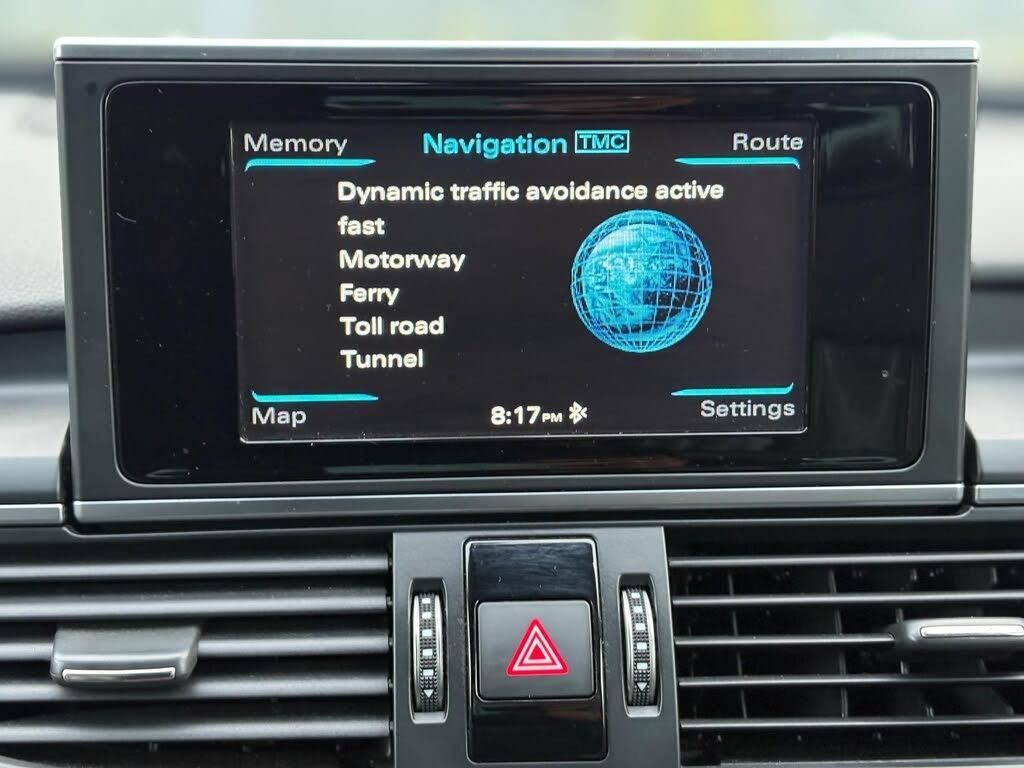 Memory Navigation TMC Route
Dynamic traffic avoidance active
fast
Motorway
Ferry
Toll road
Tunnel
Map 8:17PM Settings